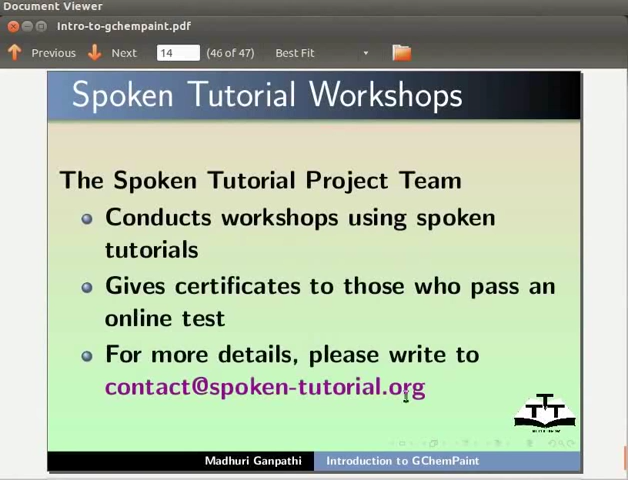 Document Viewer
Intro-to-gchempaint.pdf
Previous Next 14 (46 of 47) Best Fit
Spoken Tutorial Workshops
The Spoken Tutorial Project Team
Conducts workshops using spoken
tutorials
Gives certificates to those who pass an
online test
For more details, please write to
contact@spoken-tutorial.org
Madhuri Ganpathi Introduction to GChemPaint